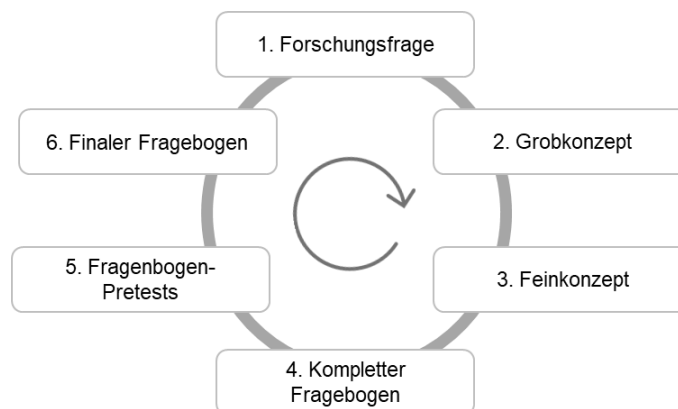 1. Forschungsfrage
2. Grobkonzept
3. Feinkonzept
4. Kompletter
Fragebogen
5. Fragenbogen-
Pretests
6. Finaler Fragebogen